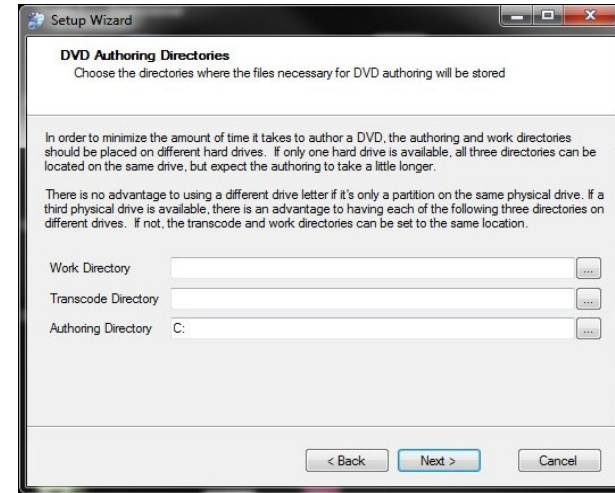 Setup Wizard
DVD Authoring Directories
Choose the directories where the files necessary for DVD authoring will be stored
In order to minimize the amount of time it takes to author a DVD, the authoring and work directories
should be placed on different hard drives. If only one hard drive is available, all three directories can be
located on the same drive, but expect the authoring to take a little longer.
There is no advantage to using a different drive letter if it's only a partition on the same physical drive. If a
third physical drive is available, there is an advantage to having each of the following three directories on
different drives. If not, the transcode and work directories can be set to the same location.
Work Directory ...
Transcode Directory ...
Authoring Directory C: ...
< Back Next > Cancel